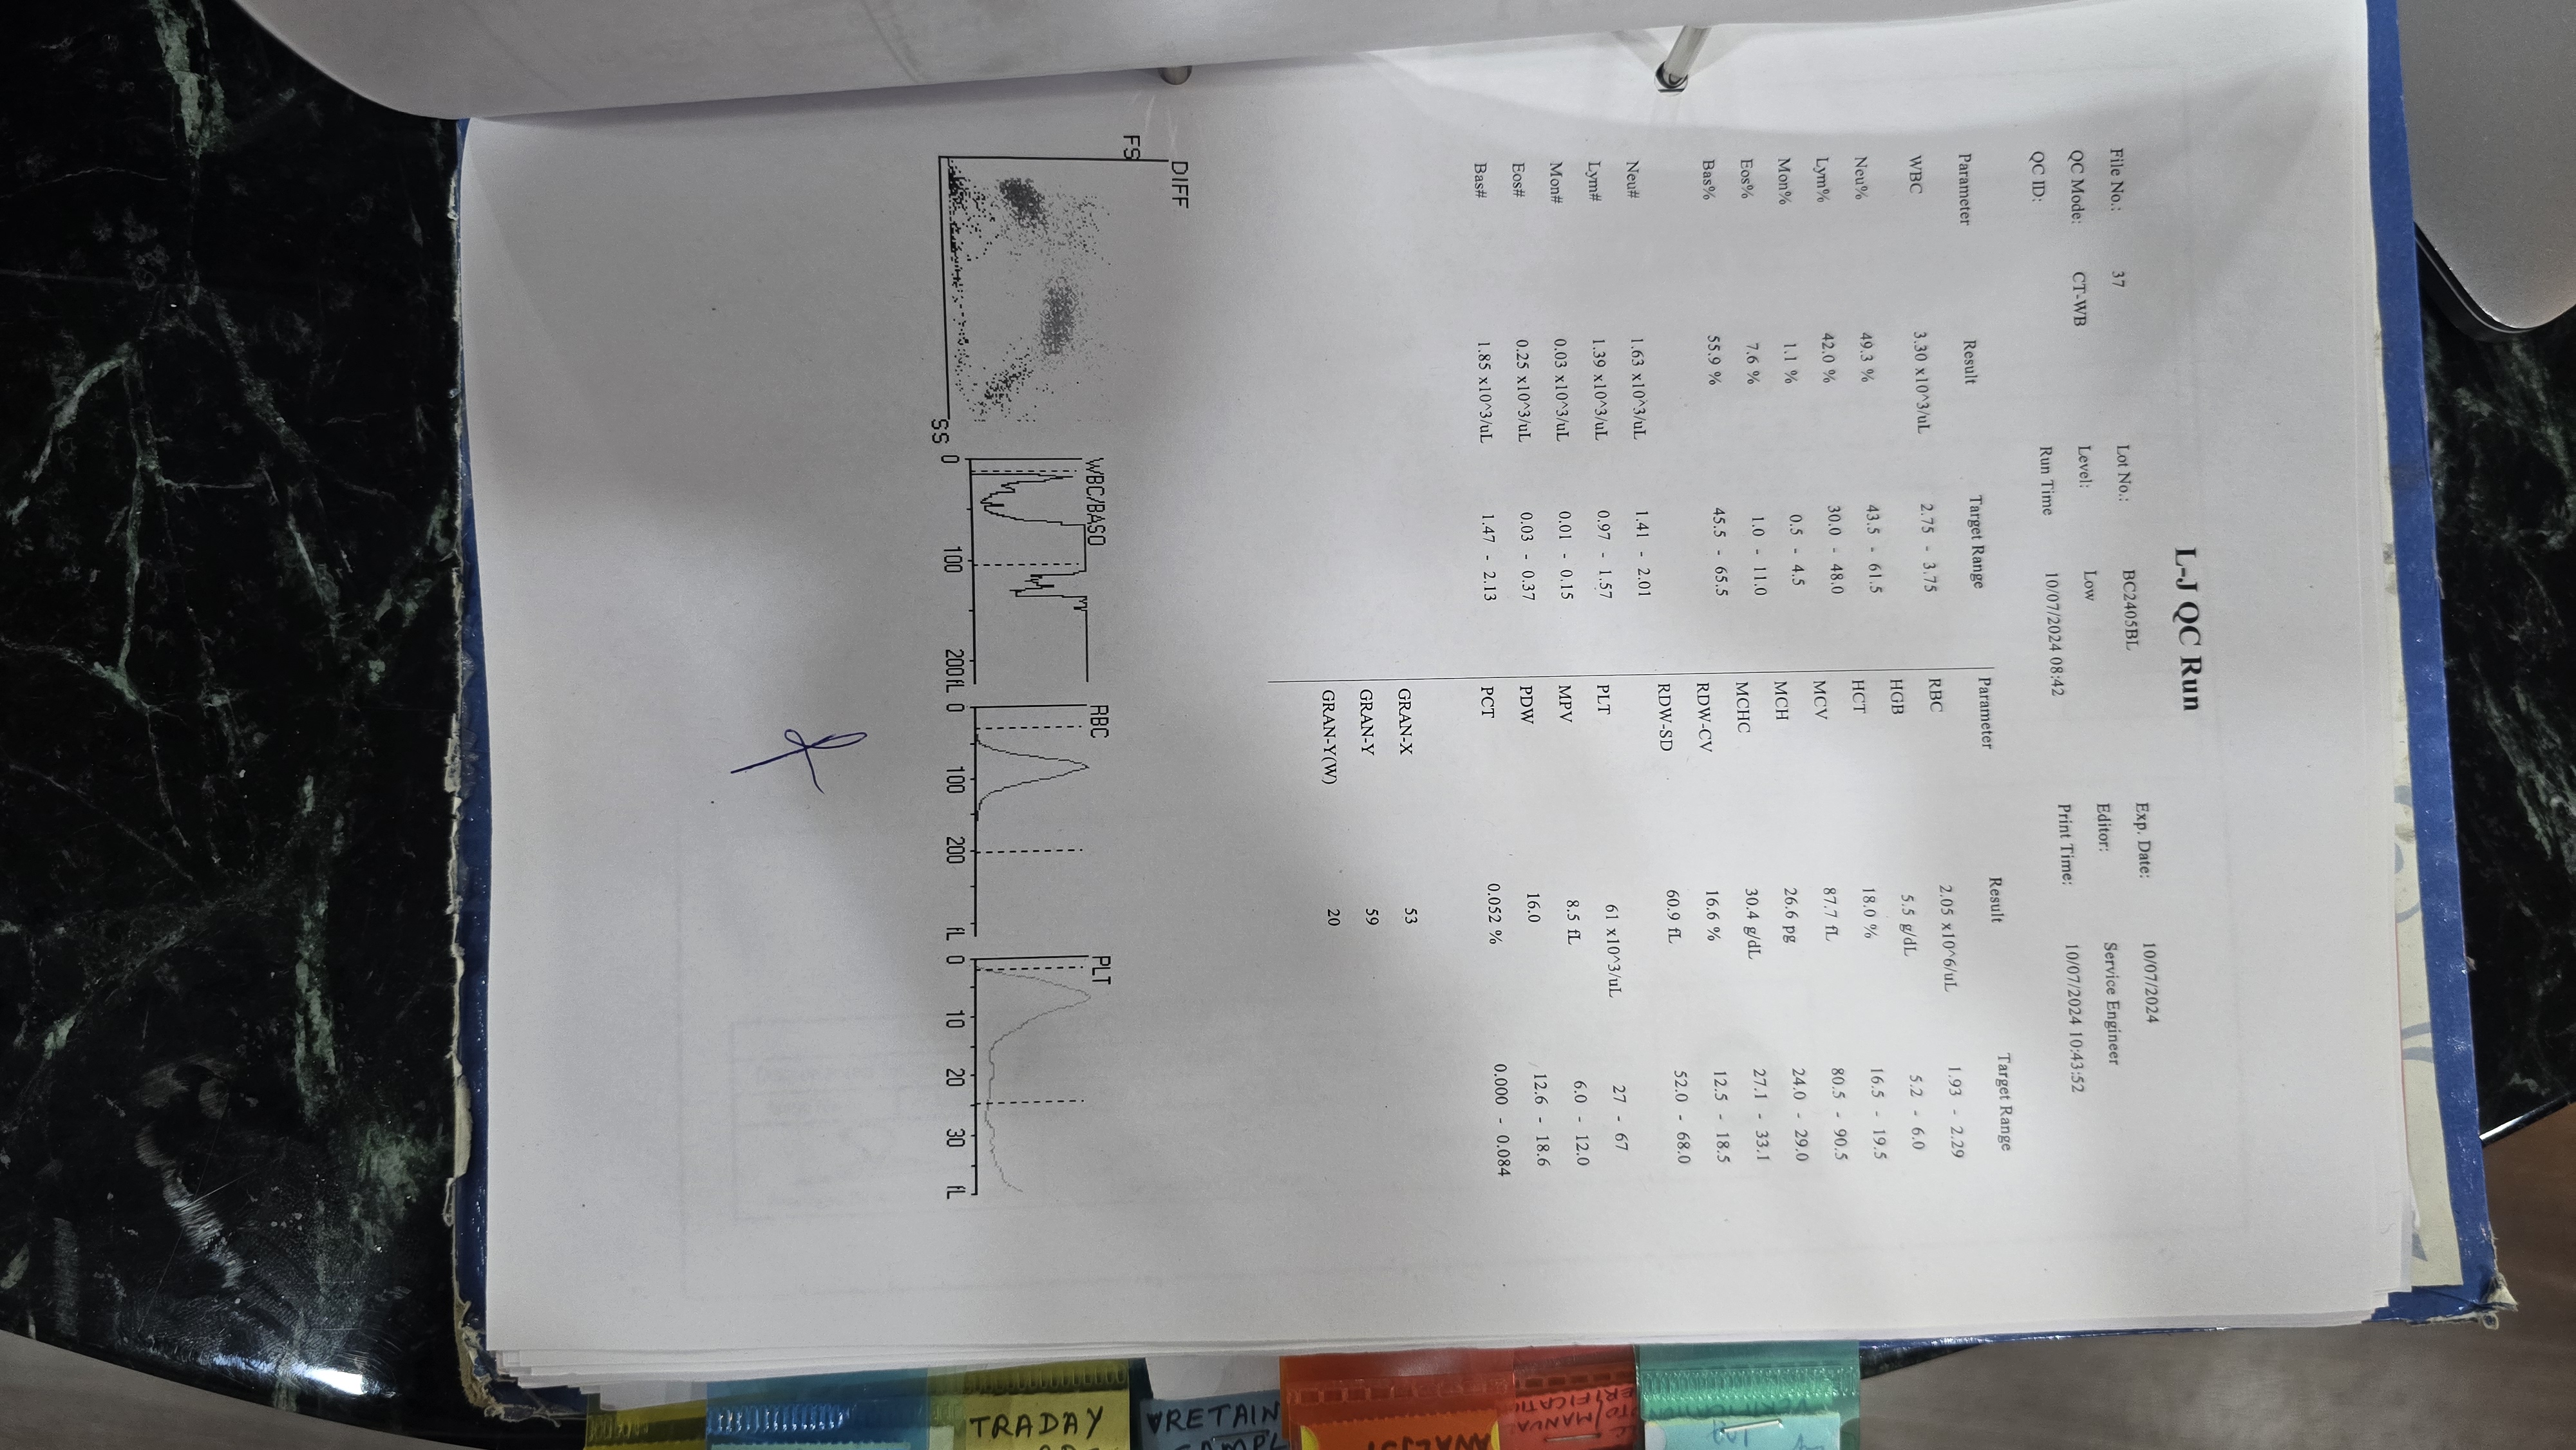 L-J QC Run
File No.: 37 Lot No.: BC2405BL Exp. Date: 10/07/2024
QC Mode: CT-WB Level: Low Editor: Service Engineer
QC ID: Run Time 10/07/2024 08:42 Print Time: 10/07/2024 10:43:52
Parameter Result Target Range Parameter Result Target Range
WBC 3.30 x10^3/uL 2.75 - 3.75 RBC 2.05 x10^6/uL 1.93 - 2.29
HGB 5.5 g/dL 5.2 - 6.0
Neu% 49.3 % 43.5 - 61.5 HCT 18.0 % 16.5 - 19.5
Lym% 42.0 % 30.0 - 48.0 MCV 87.7 fL 80.5 - 90.5
Mon% 1.1 % 0.5 - 4.5 MCH 26.6 pg 24.0 - 29.0
Eos% 7.6 % 1.0 - 11.0 MCHC 30.4 g/dL 27.1 - 33.1
Bas% 55.9 % 45.5 - 65.5 RDW-CV 16.6 % 12.5 - 18.5
RDW-SD 60.9 fL 52.0 - 68.0
Neu# 1.63 x10^3/uL 1.41 - 2.01
Lym# 1.39 x10^3/uL 0.97 - 1.57 PLT 61 x10^3/uL 27 - 67
Mon# 0.03 x10^3/uL 0.01 - 0.15 MPV 8.5 fL 6.0 - 12.0
Eos# 0.25 x10^3/uL 0.03 - 0.37 PDW 16.0 12.6 - 18.6
Bas# 1.85 x10^3/uL 1.47 - 2.13 PCT 0.052 % 0.000 - 0.084
GRAN-X 53
GRAN-Y 59
GRAN-Y(W) 20
DIFF
FS
WBC/BASO RBC PLT
SS
0 100 200 fL 0 100 200 fL 0 10 20 30 fL
TRADAY
RETAIN